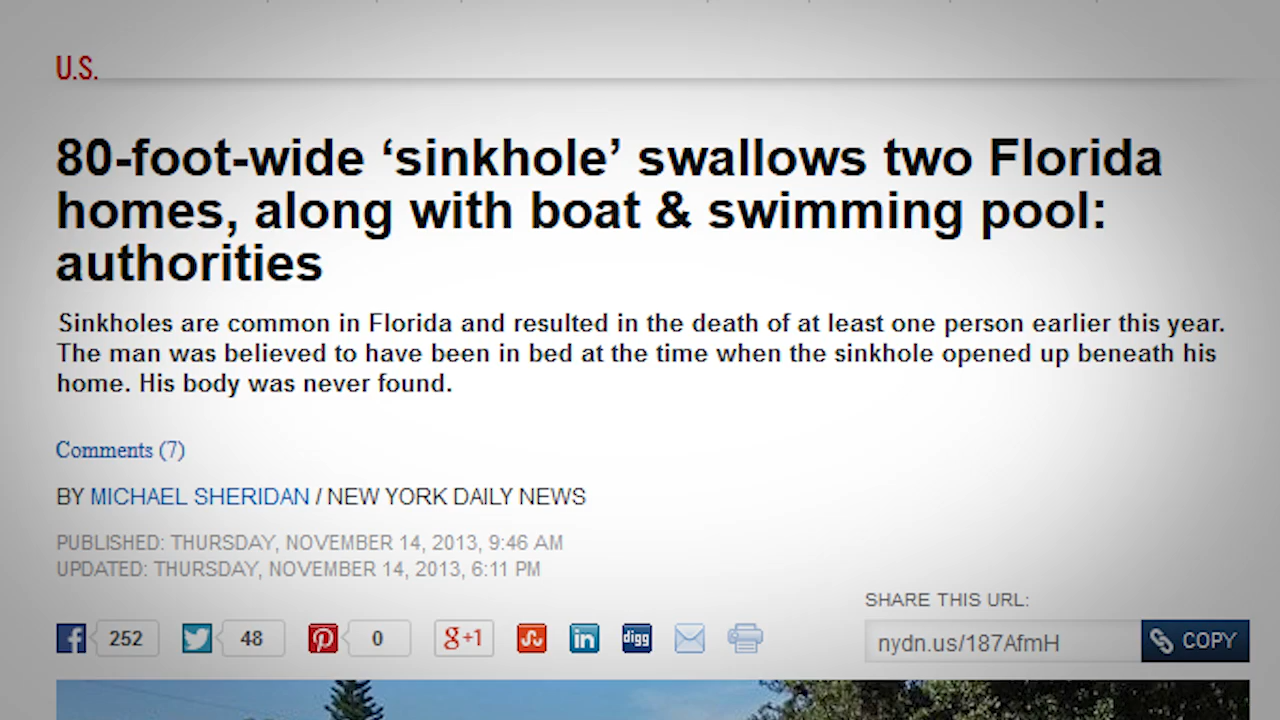 U.S.
80-foot-wide ‘sinkhole’ swallows two Florida
homes, along with boat & swimming pool:
authorities
Sinkholes are common in Florida and resulted in the death of at least one person earlier this year.
The man was believed to have been in bed at the time when the sinkhole opened up beneath his
home. His body was never found.
Comments (7)
BY MICHAEL SHERIDAN / NEW YORK DAILY NEWS
PUBLISHED: THURSDAY, NOVEMBER 14, 2013, 9:46 AM
UPDATED: THURSDAY, NOVEMBER 14, 2013, 6:11 PM
SHARE THIS URL:
252 48 0 g+1 in digg nydn.us/187AfmH COPY